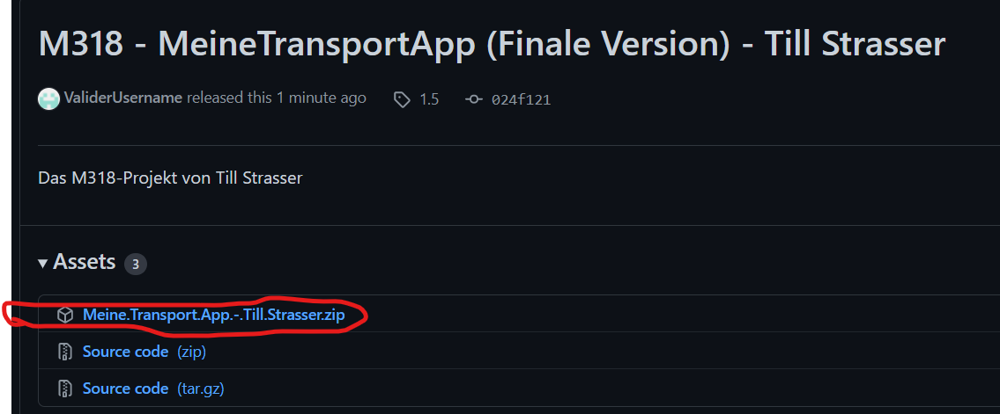 M318 - MeineTransportApp (Finale Version) - Till Strasser
ValiderUsername released this 1 minute ago 1.5 024f121
Das M318-Projekt von Till Strasser
Assets 3
Meine.Transport.App.-.Till.Strasser.zip
Source code (zip)
Source code (tar.gz)